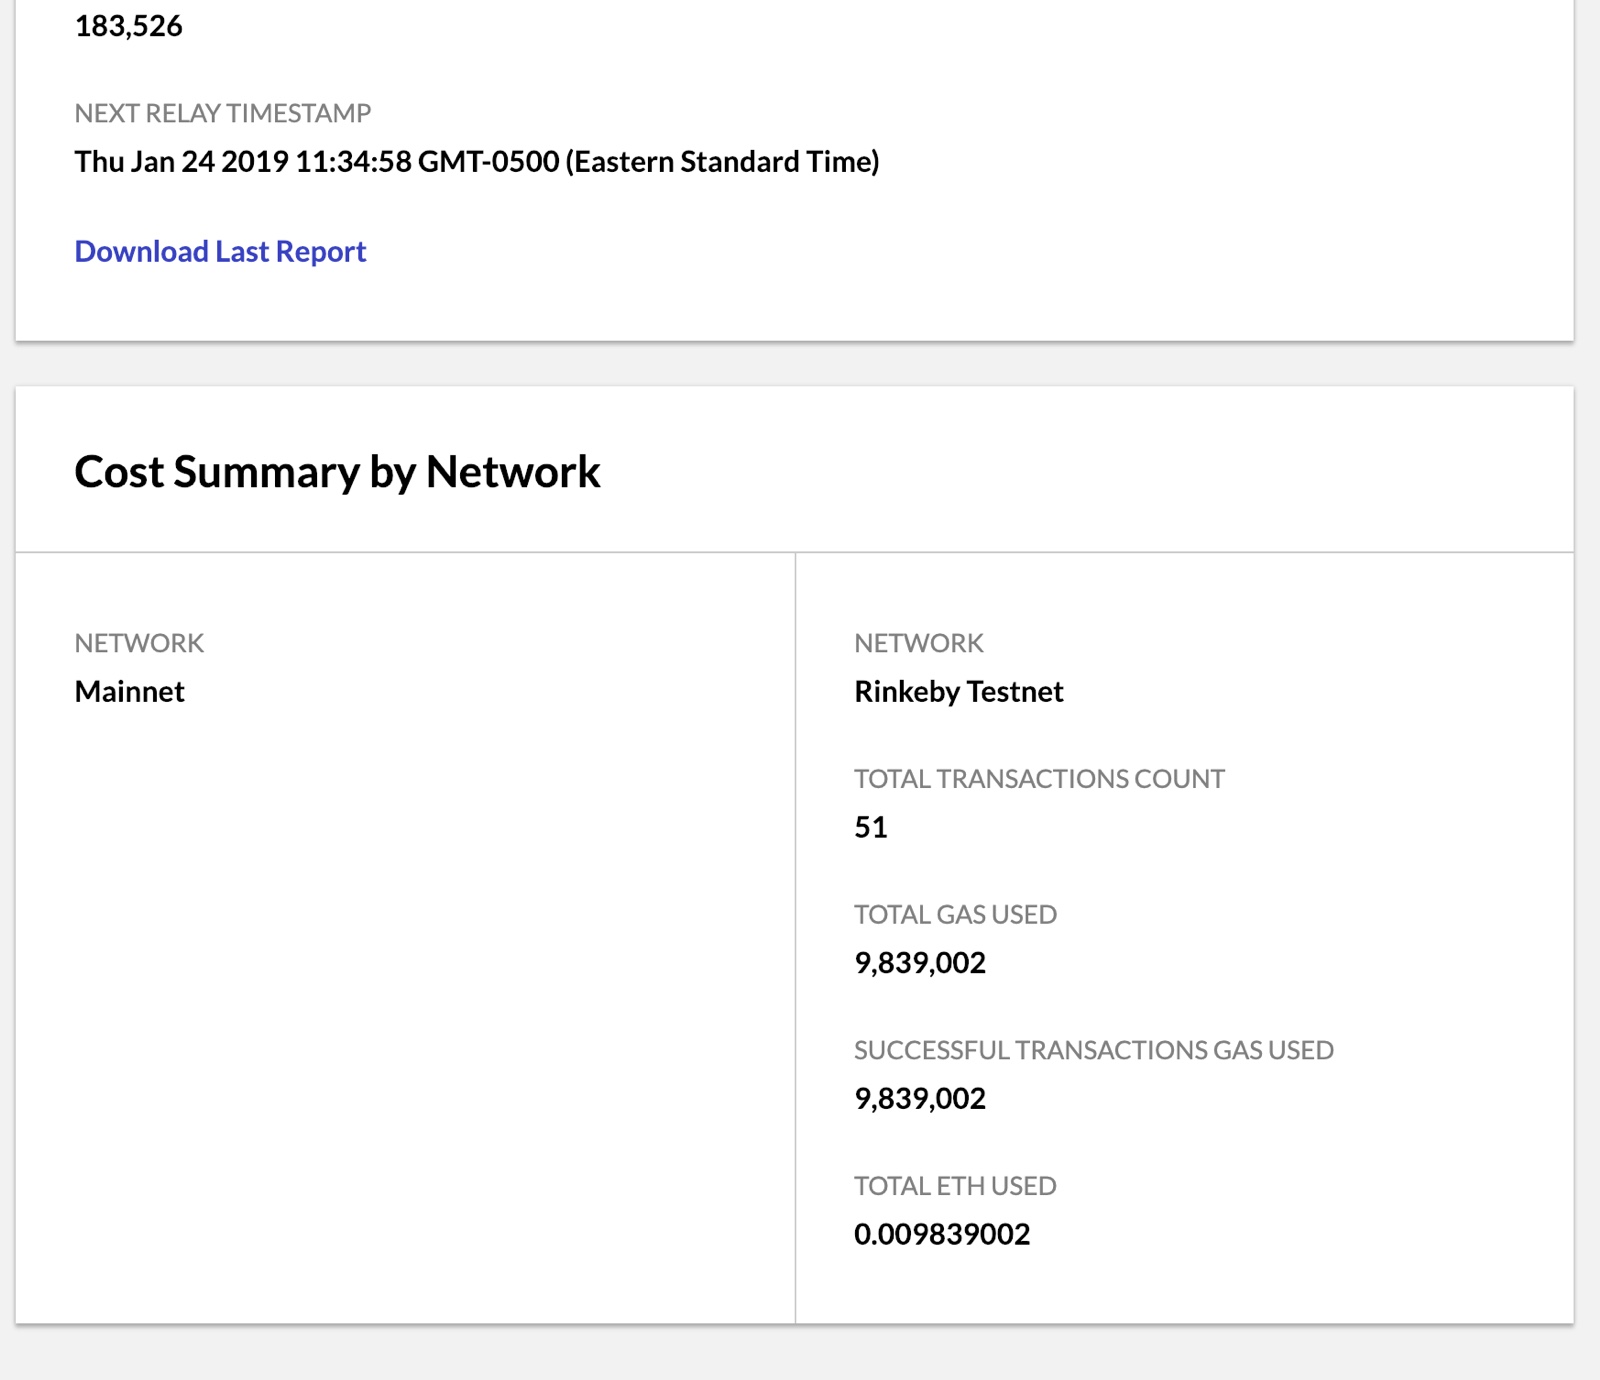 183,526
NEXT RELAY TIMESTAMP
Thu Jan 24 2019 11:34:58 GMT-0500 (Eastern Standard Time)
Download Last Report
Cost Summary by Network
NETWORK
Mainnet
NETWORK
Rinkeby Testnet
TOTAL TRANSACTIONS COUNT
51
TOTAL GAS USED
9,839,002
SUCCESSFUL TRANSACTIONS GAS USED
9,839,002
TOTAL ETH USED
0.009839002